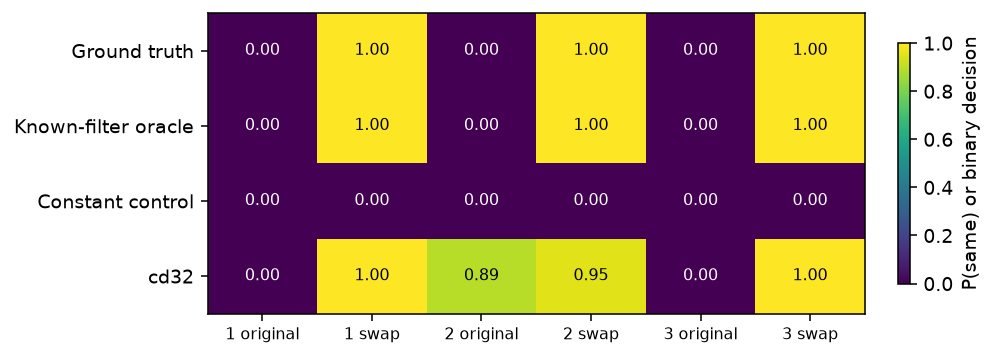 Ground truth 0.00 1.00 0.00 1.00 0.00 1.00
Known-filter oracle 0.00 1.00 0.00 1.00 0.00 1.00
Constant control 0.00 0.00 0.00 0.00 0.00 0.00
cd32 0.00 1.00 0.89 0.95 0.00 1.00
1 original 1 swap 2 original 2 swap 3 original 3 swap
1.0
0.8
0.6
0.4
0.2
0.0
P(same) or binary decision